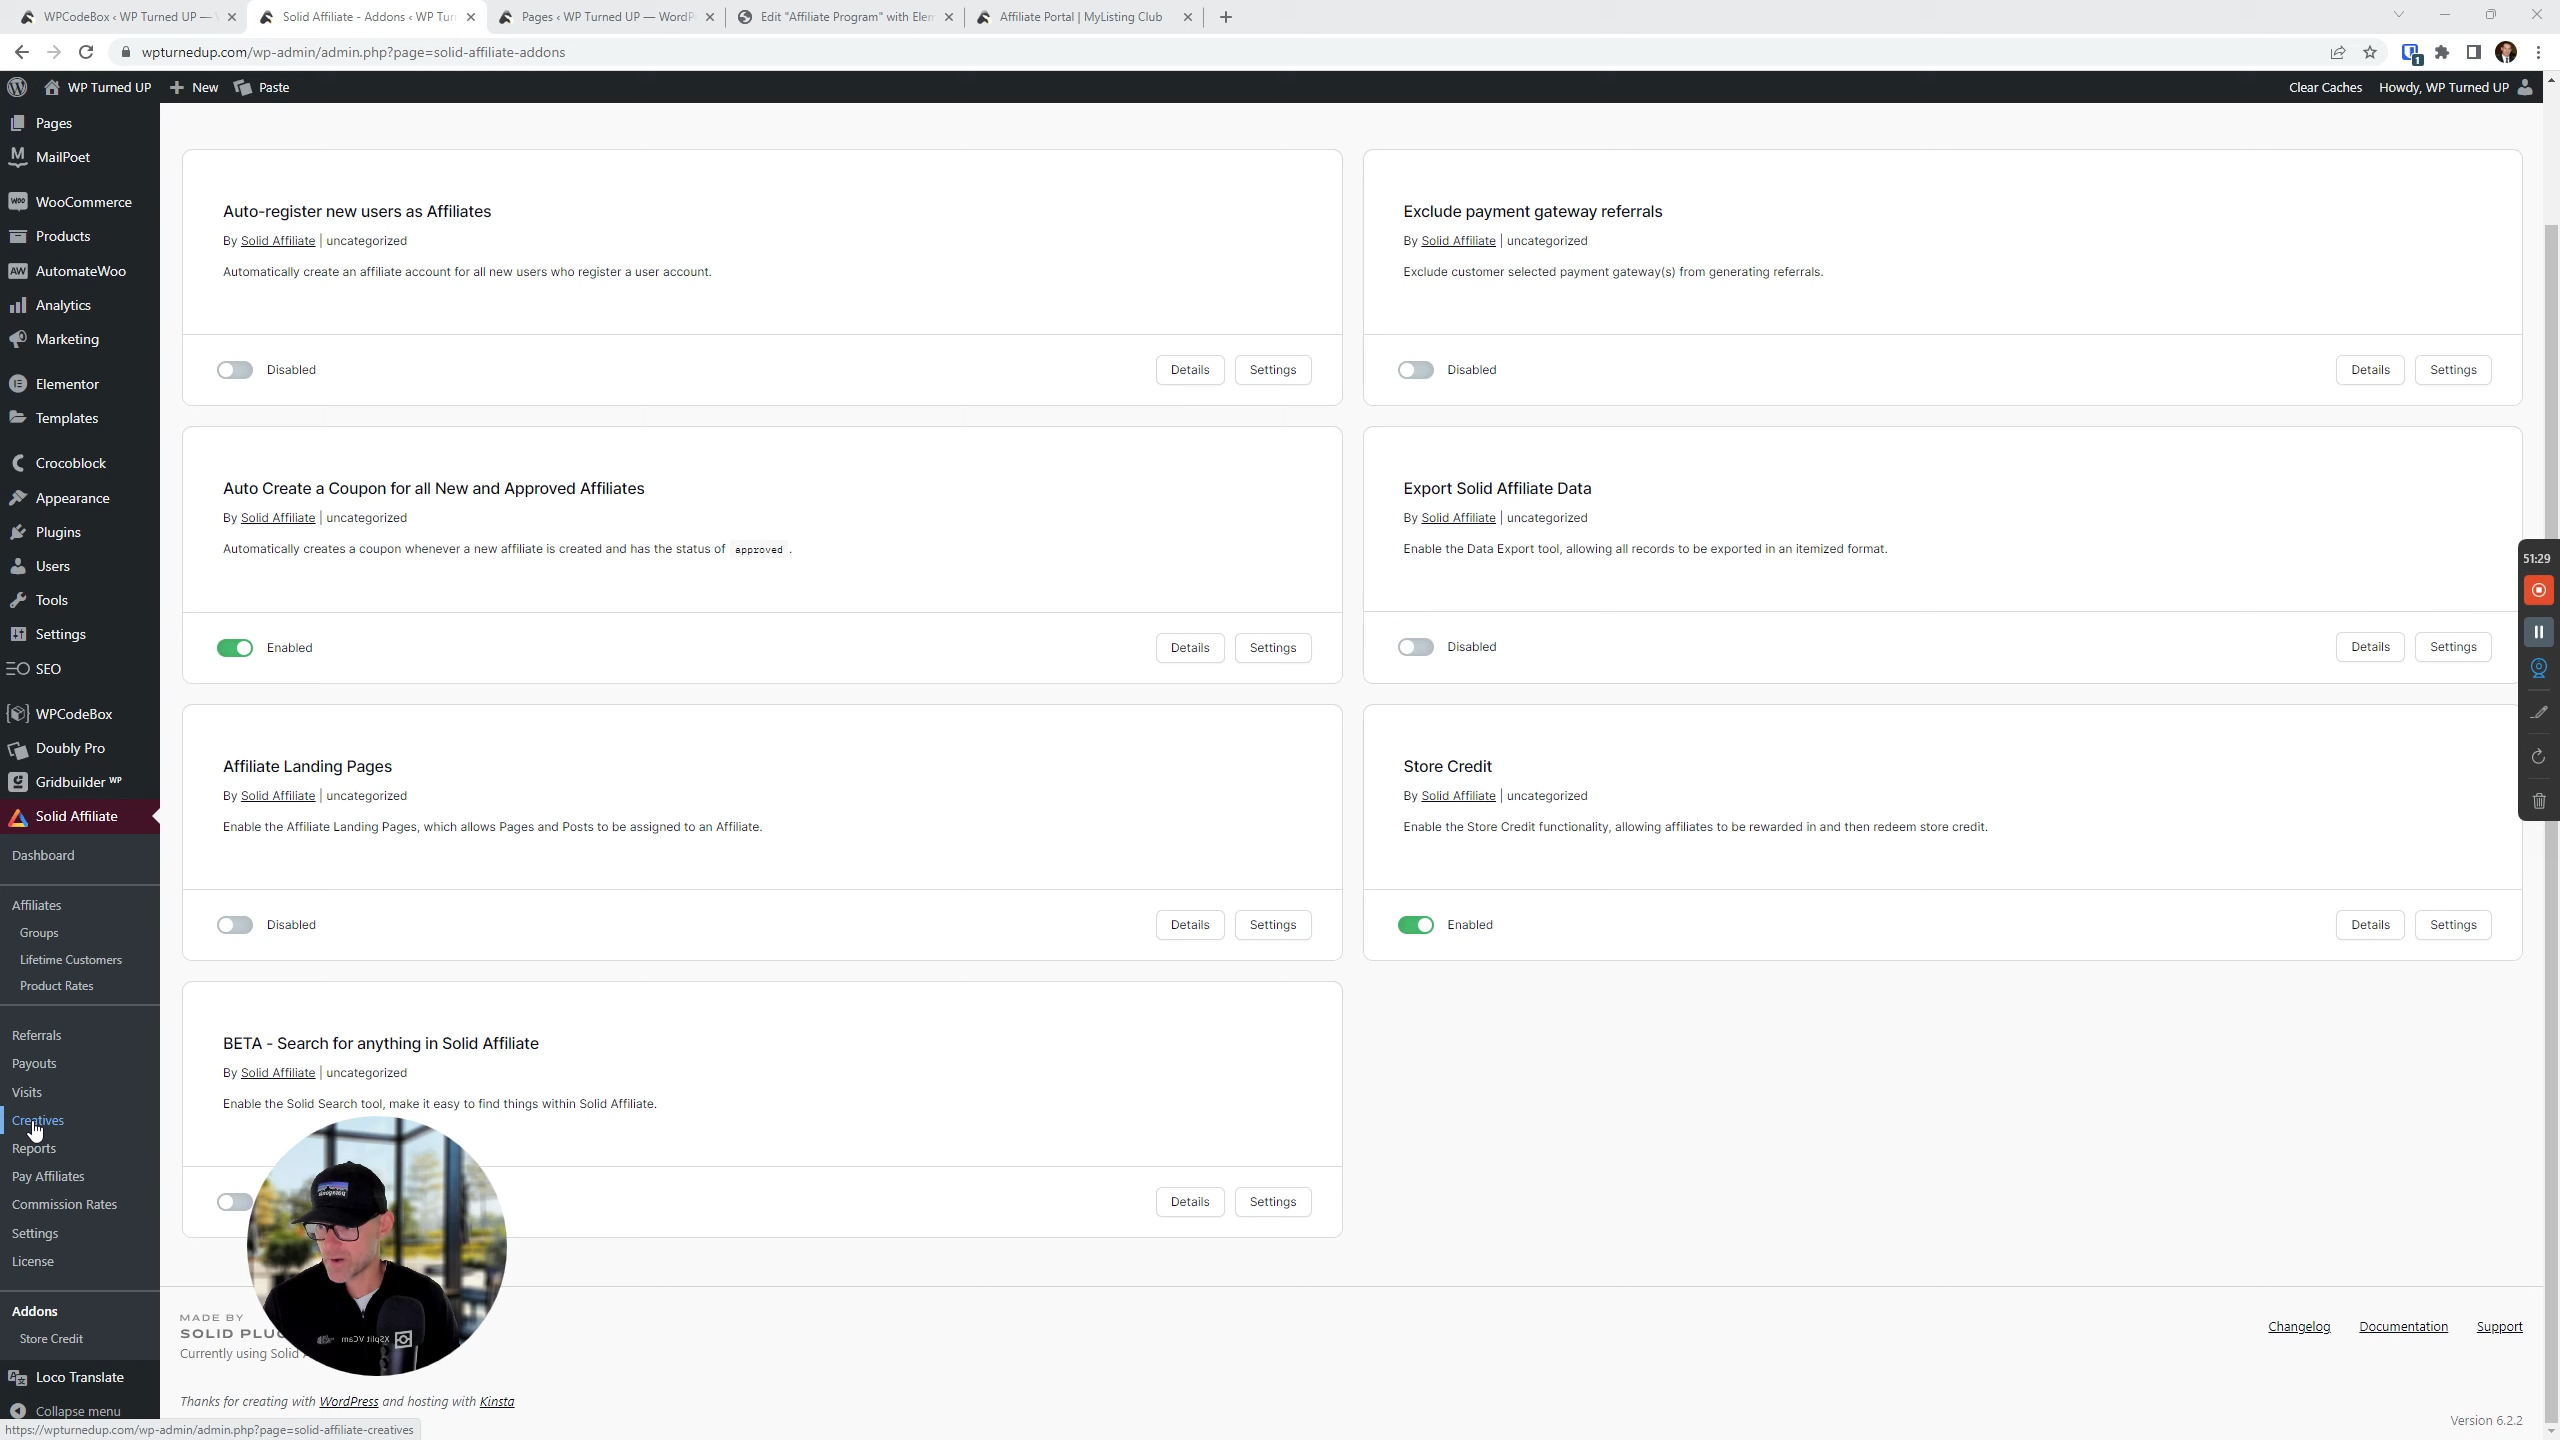 WPCodeBox ‹ WP Turned UP —
Solid Affiliate - Addons ‹ WP Tur
Pages ‹ WP Turned UP — WordP
Edit "Affiliate Program" with Elem
Affiliate Portal | MyListing Club
wpturnedup.com/wp-admin/admin.php?page=solid-affiliate-addons
1
WP Turned UP
New
Paste
Clear Caches
Howdy, WP Turned UP
Pages
MailPoet
WooCommerce
Products
AutomateWoo
Analytics
Marketing
Elementor
Templates
Crocoblock
Appearance
Plugins
Users
Tools
Settings
SEO
WPCodeBox
Doubly Pro
Gridbuilder WP
Solid Affiliate
Dashboard
Affiliates
Groups
Lifetime Customers
Product Rates
Referrals
Payouts
Visits
Creatives
Reports
Pay Affiliates
Commission Rates
Settings
License
Addons
Store Credit
Loco Translate
Collapse menu
Auto-register new users as Affiliates
By Solid Affiliate | uncategorized
Automatically create an affiliate account for all new users who register a user account.
Disabled
Details
Settings
Exclude payment gateway referrals
By Solid Affiliate | uncategorized
Exclude customer selected payment gateway(s) from generating referrals.
Disabled
Details
Settings
Auto Create a Coupon for all New and Approved Affiliates
By Solid Affiliate | uncategorized
Automatically creates a coupon whenever a new affiliate is created and has the status of approved .
Enabled
Details
Settings
Export Solid Affiliate Data
By Solid Affiliate | uncategorized
Enable the Data Export tool, allowing all records to be exported in an itemized format.
Disabled
Details
Settings
Affiliate Landing Pages
By Solid Affiliate | uncategorized
Enable the Affiliate Landing Pages, which allows Pages and Posts to be assigned to an Affiliate.
Disabled
Details
Settings
Store Credit
By Solid Affiliate | uncategorized
Enable the Store Credit functionality, allowing affiliates to be rewarded in and then redeem store credit.
Enabled
Details
Settings
BETA - Search for anything in Solid Affiliate
By Solid Affiliate | uncategorized
Enable the Solid Search tool, make it easy to find things within Solid Affiliate.
Details
Settings
51:29
XSplit VCam
MADE BY
SOLID PLUG
Currently using Solid
Changelog
Documentation
Support
Thanks for creating with WordPress and hosting with Kinsta
Version 6.2.2
https://wpturnedup.com/wp-admin/admin.php?page=solid-affiliate-creatives